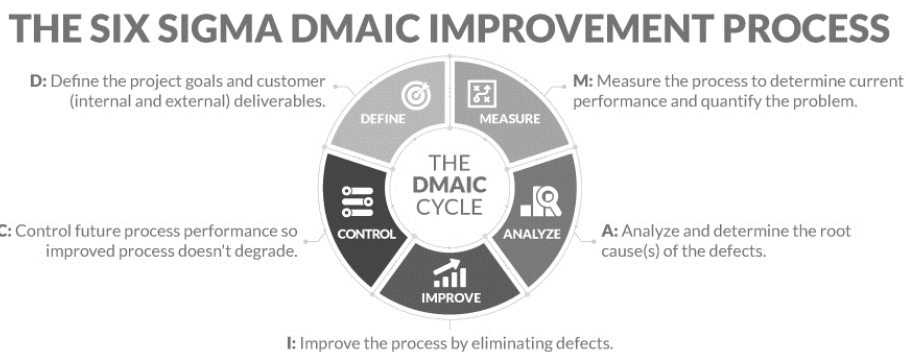 THE SIX SIGMA DMAIC IMPROVEMENT PROCESS
D: Define the project goals and customer
(internal and external) deliverables.
M: Measure the process to determine current
performance and quantify the problem.
DEFINE
MEASURE
THE
DMAIC
CYCLE
CONTROL
ANALYZE
C: Control future process performance so
improved process doesn't degrade.
A: Analyze and determine the root
cause(s) of the defects.
IMPROVE
I: Improve the process by eliminating defects.